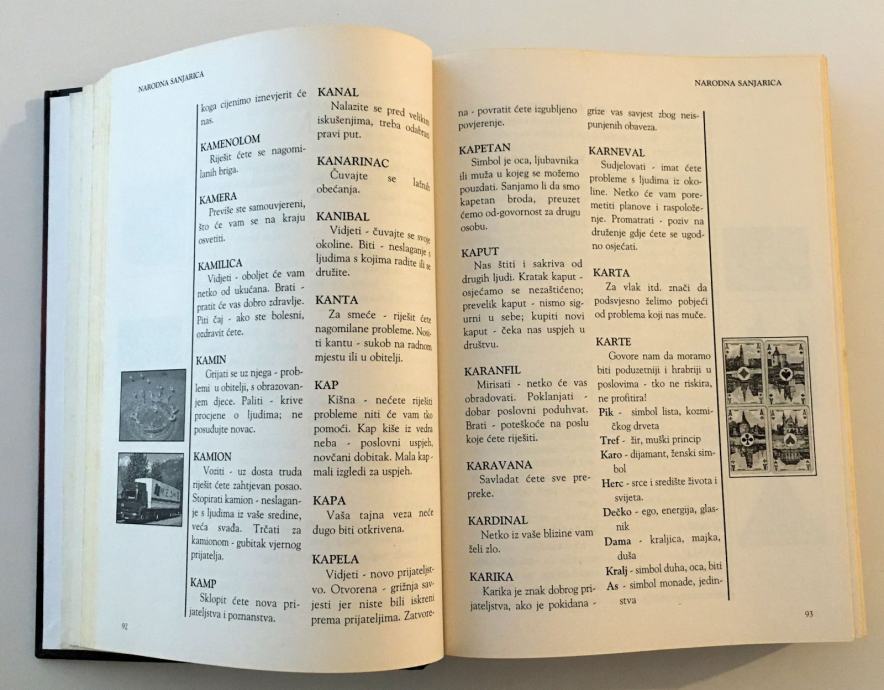 NARODNA SANJARICA
koga cijenimo iznevjerit će
nas.
KAMENOLOM
Riješit ćete se nagomi-
lanih briga.
KAMERA
Previše ste samouvjereni,
što će vam se na kraju
osvetiti.
KAMILICA
Vidjeti - oboljet će vam
netko od ukućana. Brati -
pratit će vas dobro zdravlje.
Piti čaj - ako ste bolesni,
ozdravit ćete.
KAMIN
Grijati se uz njega - prob-
lemi u obitelji, s obrazovan-
jem djece. Paliti - krive
procjene o ljudima; ne
posuđujte novac.
KAMION
Voziti - uz dosta truda
riješit ćete zahtjevan posao.
Stopirati kamion - neslagan-
je s ljudima iz vaše sredine,
veća svađa. Trčati za
kamionom - gubitak vjernog
prijatelja.
KAMP
Sklopit ćete nova pri-
jateljstva i poznanstva.
92
KANAL
Nalazite se pred velikim
iskušenjima, treba odabrati
pravi put.
KANARINAC
Čuvajte se lažnih
obećanja.
KANIBAL
Vidjeti - čuvajte se svoje
okoline. Biti - neslaganje s
ljudima s kojima radite ili se
družite.
KANTA
Za smeće - riješit ćete
nagomilane probleme. Nosi-
ti kantu - sukob na radnom
mjestu ili u obitelji.
KAP
Kišna - nećete riješiti
probleme niti će vam tko
pomoći. Kap kiše iz vedra
neba - poslovni uspjeh,
novčani dobitak. Mala kap -
mali izgledi za uspjeh.
KAPA
Vaša tajna veza neće
dugo biti otkrivena.
KAPELA
Vidjeti - novo prijateljst-
vo. Otvorena - grižnja sav-
jesti jer niste bili iskreni
prema prijateljima. Zatvore-
NARODNA SANJARICA
na - povratit ćete izgubljeno
povjerenje.
KAPETAN
Simbol je oca, ljubavnika
ili muža u kojeg se možemo
pouzdati. Sanjamo li da smo
kapetan broda, preuzet
ćemo od-govornost za drugu
osobu.
KAPUT
Nas štiti i sakriva od
drugih ljudi. Kratak kaput -
osjećamo se nezaštićeno;
prevelik kaput - nismo sig-
urni u sebe; kupiti novi
kaput - čeka nas uspjeh u
društvu.
KARANFIL
Mirisati - netko će vas
obradovati. Poklanjati -
dobar poslovni poduhvat.
Brati - poteškoće na poslu
koje ćete riješiti.
KARAVANA
Savladat ćete sve pre-
preke.
KARDINAL
Netko iz vaše blizine vam
želi zlo.
KARIKA
Karika je znak dobrog pri-
jateljstva, ako je pokidana -
grize vas savjest zbog neis-
punjenih obaveza.
KARNEVAL
Sudjelovati - imat ćete
probleme s ljudima iz oko-
line. Netko će vam pore-
metiti planove i raspolože-
nje. Promatrati - poziv na
druženje gdje ćete se ugod-
no osjećati.
KARTA
Za vlak itd. znači da
podsvjesno želimo pobjeći
od problema koji nas muče.
KARTE
Govore nam da moramo
biti poduzetniji i hrabriji u
poslovima - tko ne riskira,
ne profitira!
Pik - simbol lista, kozmi-
čkog drveta
Tref - žir, muški princip
Karo - dijamant, ženski sim-
bol
Herc - srce i središte života i
svijeta.
Dečko - ego, energija, glas-
nik
Dama - kraljica, majka,
duša
Kralj - simbol duha, oca, biti
As - simbol monade, jedin-
stva
93